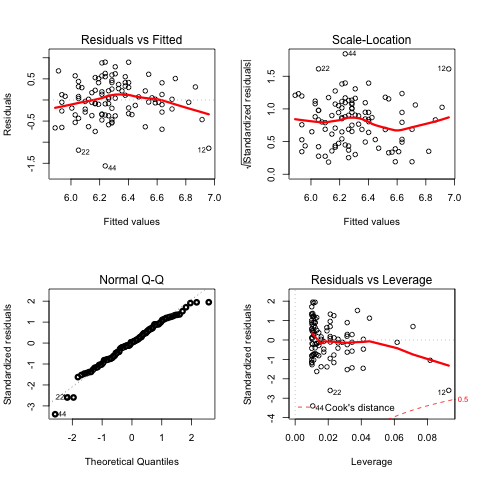 Residuals vs Fitted
Residuals
-1.5 -0.5 0.5
22
44
12
6.0 6.2 6.4 6.6 6.8 7.0
Fitted values
Scale-Location
√|Standardized residuals|
0.0 0.5 1.0 1.5
44
22
12
6.0 6.2 6.4 6.6 6.8 7.0
Fitted values
Normal Q-Q
Standardized residuals
-3 -2 -1 0 1 2
22
44
-2 -1 0 1 2
Theoretical Quantiles
Residuals vs Leverage
Standardized residuals
-4 -3 -2 -1 0 1 2
22
12
0.5
44
Cook's distance
0.00 0.02 0.04 0.06 0.08
Leverage